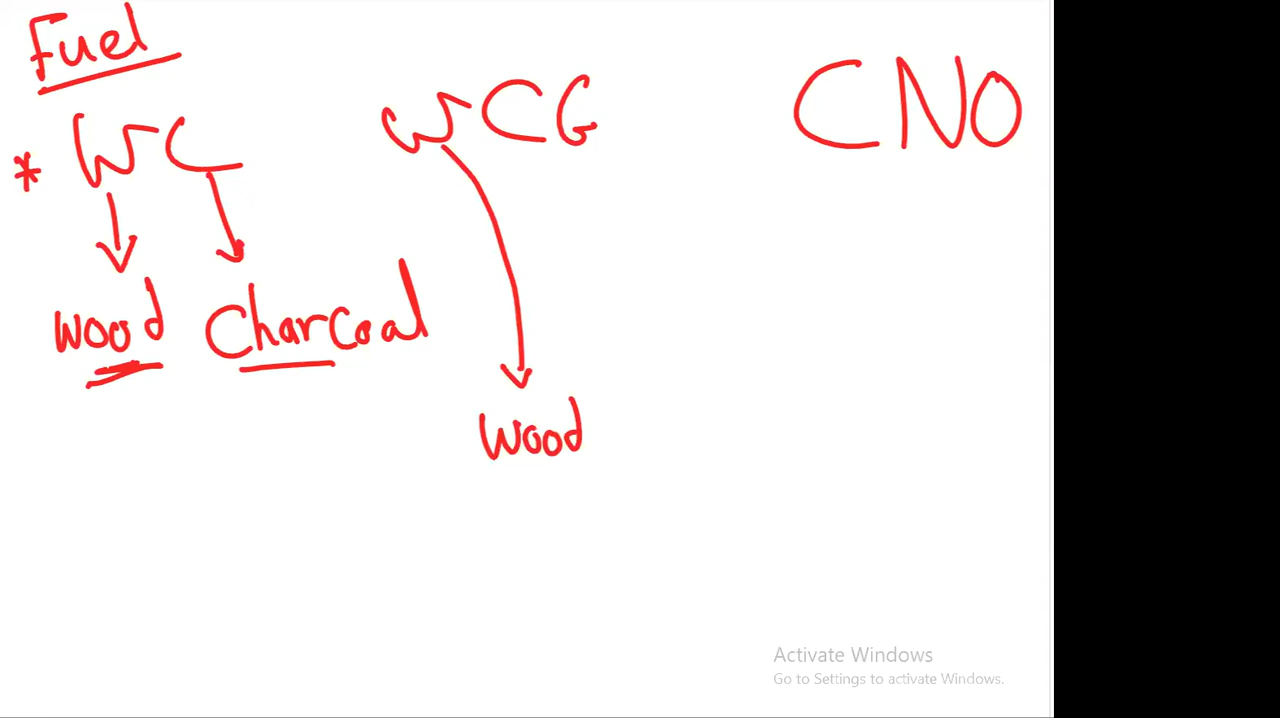 Fuel
* WC
Wood Charcoal
WCG
Wood
CNO
Activate Windows
Go to Settings to activate Windows.